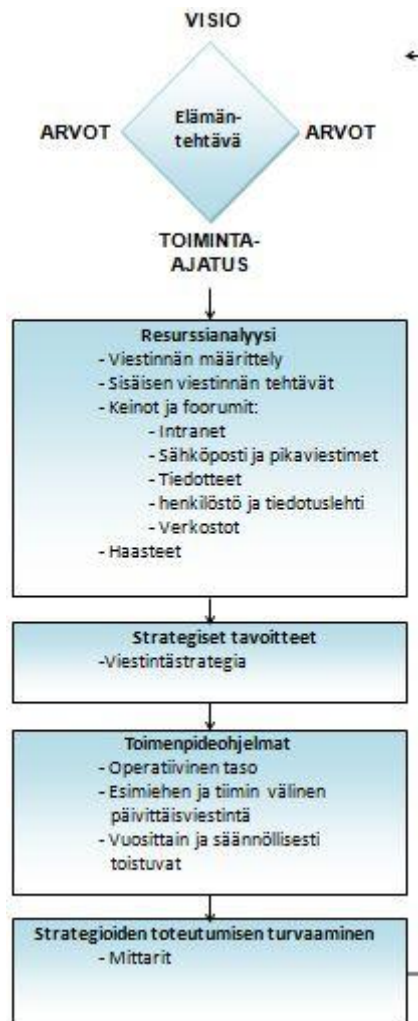 VISIO
Elämän-
tehtävä
ARVOT ARVOT
TOIMINTA-
AJATUS
Resurssianalyysi
- Viestinnän määrittely
- Sisäisen viestinnän tehtävät
- Keinot ja foorumit:
- Intranet
- Sähköposti ja pikaviestimet
- Tiedotteet
- henkilöstö ja tiedotuslehti
- Verkostot
- Haasteet
Strategiset tavoitteet
-Viestintästrategia
Toimenpideohjelmat
- Operatiivinen taso
- Esimiehen ja tiimin välinen
päivittäisviestintä
- Vuosittain ja säännöllisesti
toistuvat
Strategioiden toteutumisen turvaaminen
- Mittarit